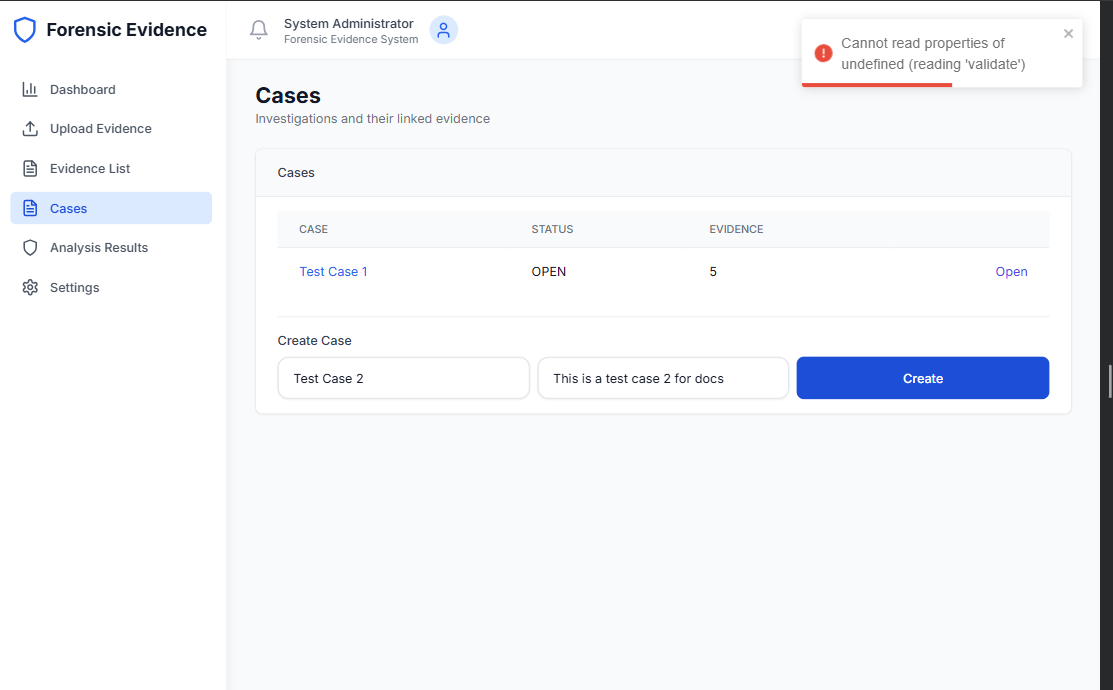 Forensic Evidence
Dashboard
Upload Evidence
Evidence List
Cases
Analysis Results
Settings
System Administrator
Forensic Evidence System
Cannot read properties of
undefined (reading 'validate')
Cases
Investigations and their linked evidence
Cases
CASE STATUS EVIDENCE
Test Case 1 OPEN 5 Open
Create Case
Test Case 2 This is a test case 2 for docs Create